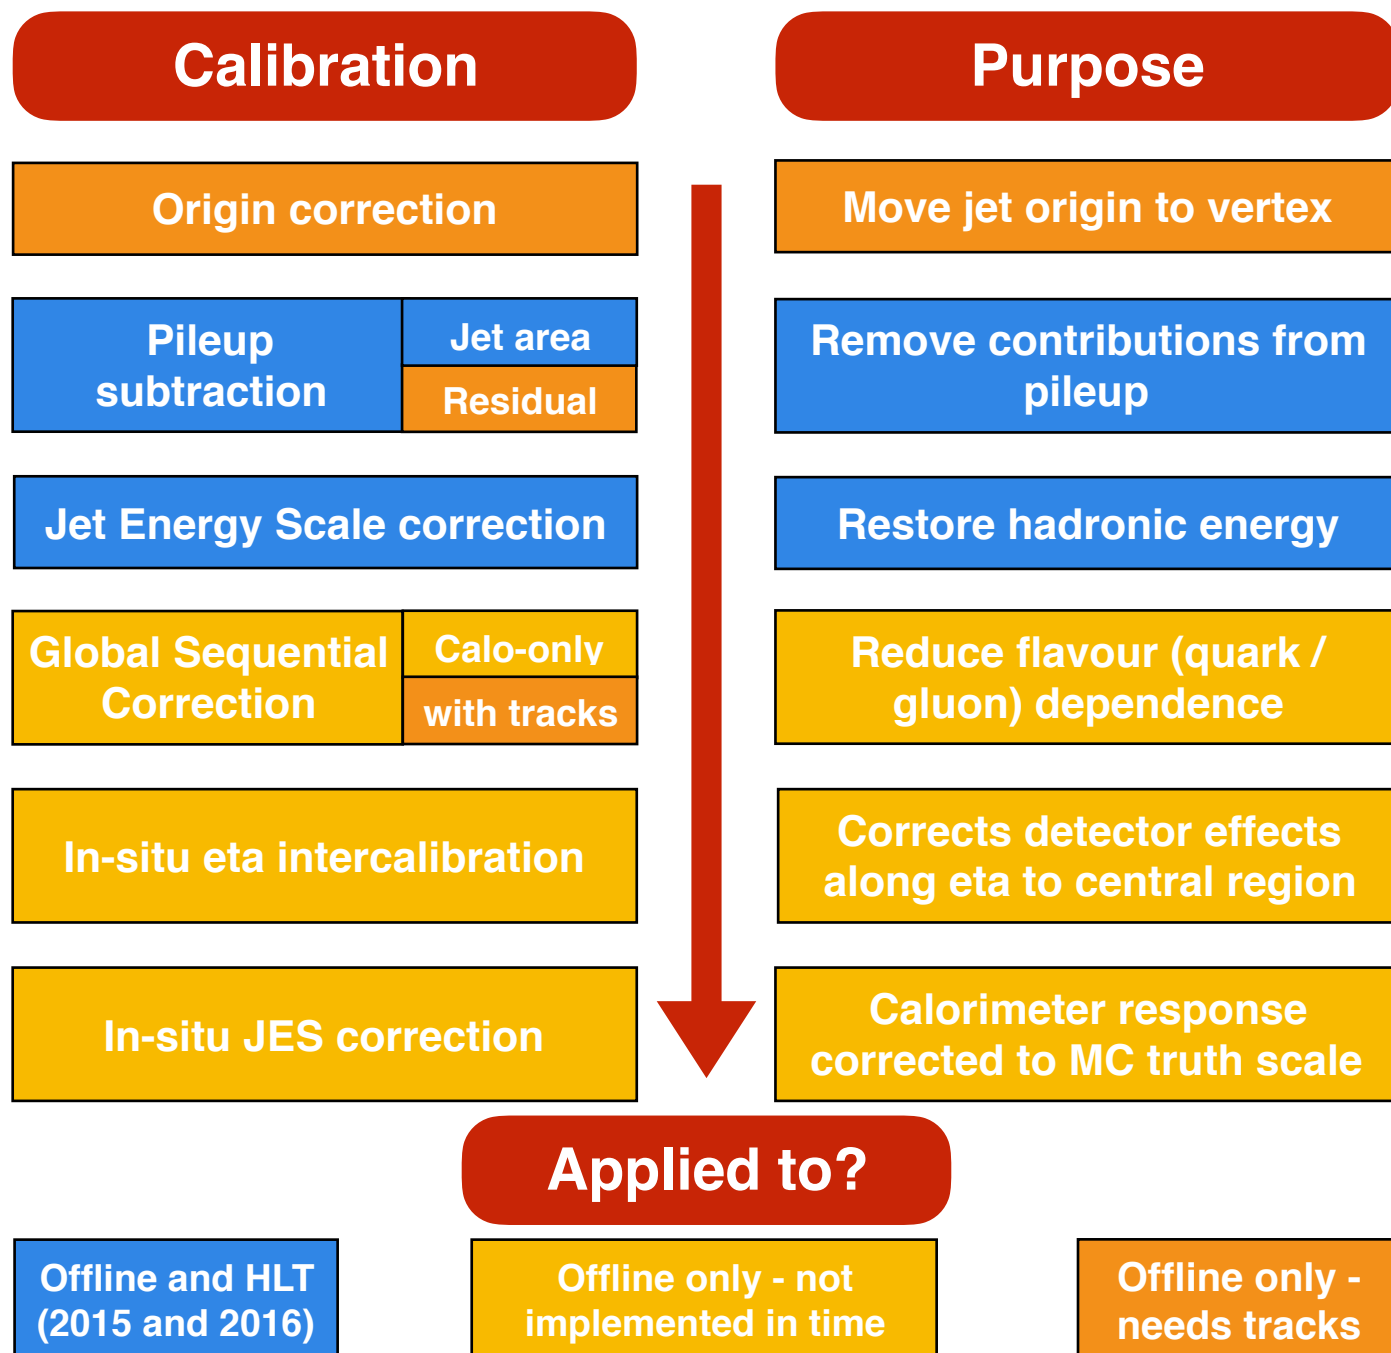 Calibration
Purpose
Origin correction
Move jet origin to vertex
Pileup
subtraction
Jet area
Residual
Remove contributions from
pileup
Jet Energy Scale correction
Restore hadronic energy
Global Sequential
Correction
Calo-only
with tracks
Reduce flavour (quark /
gluon) dependence
In-situ eta intercalibration
Corrects detector effects
along eta to central region
In-situ JES correction
Calorimeter response
corrected to MC truth scale
Applied to?
Offline and HLT
(2015 and 2016)
Offline only - not
implemented in time
Offline only -
needs tracks